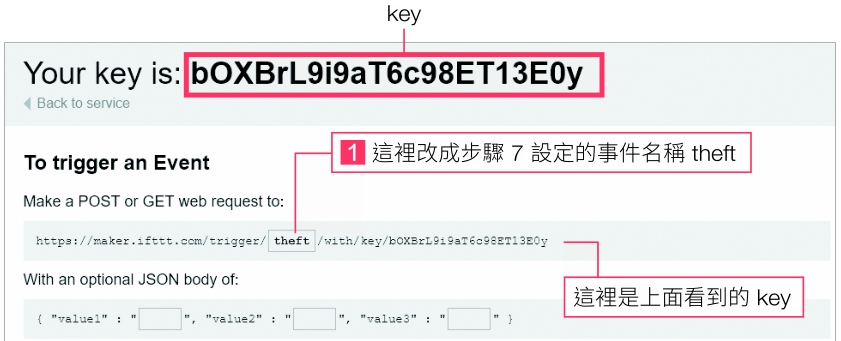 key
Your key is: bOXBrL9i9aT6c98ET13E0y
Back to service
To trigger an Event
1 這裡改成步驟 7 設定的事件名稱 theft
Make a POST or GET web request to:
https://maker.ifttt.com/trigger/ theft /with/key/bOXBrL9i9aT6c98ET13E0y
With an optional JSON body of:
這裡是上面看到的 key
{ "value1" : " ", "value2" : " ", "value3" : " " }